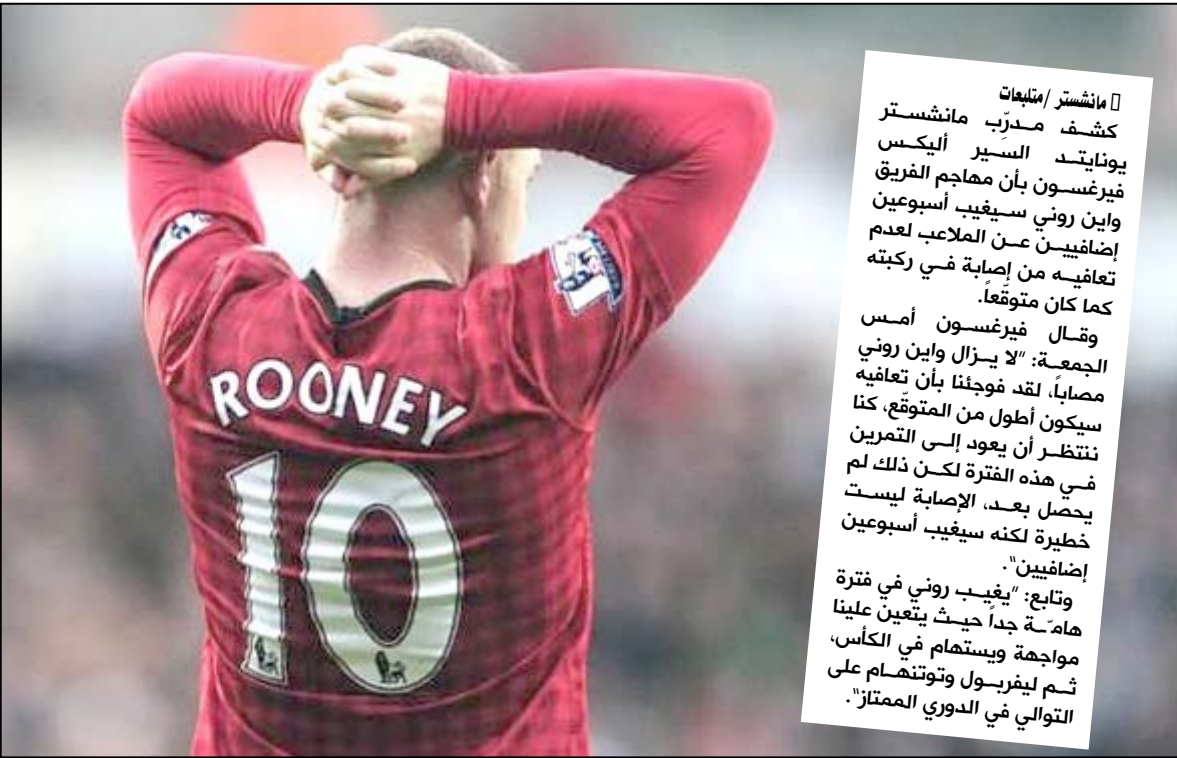 مانشستر /متابعات
كشف مدرّب مانشستر
يونايتد السير أليكس
فيرغسون بأن مهاجم الفريق
واين روني سيغيب أسبوعين
إضافيين عن الملاعب لعدم
تعافيه من إصابة في ركبته
كما كان متوقّعاً.
وقال فيرغسون أمس
الجمعة: "لا يزال واين روني
مصاباً، لقد فوجئنا بأن تعافيه
سيكون أطول من المتوقّع، كنا
ننتظر أن يعود إلى التمرين
في هذه الفترة لكن ذلك لم
يحصل بعد، الإصابة ليست
خطيرة لكنه سيغيب أسبوعين
إضافيين".
وتابع: "يغيب روني في فترة
هامّة جداً حيث يتعين علينا
مواجهة ويستهام في الكأس،
ثم ليفربول وتوتنهام على
التوالي في الدوري الممتاز".
ROONEY
10